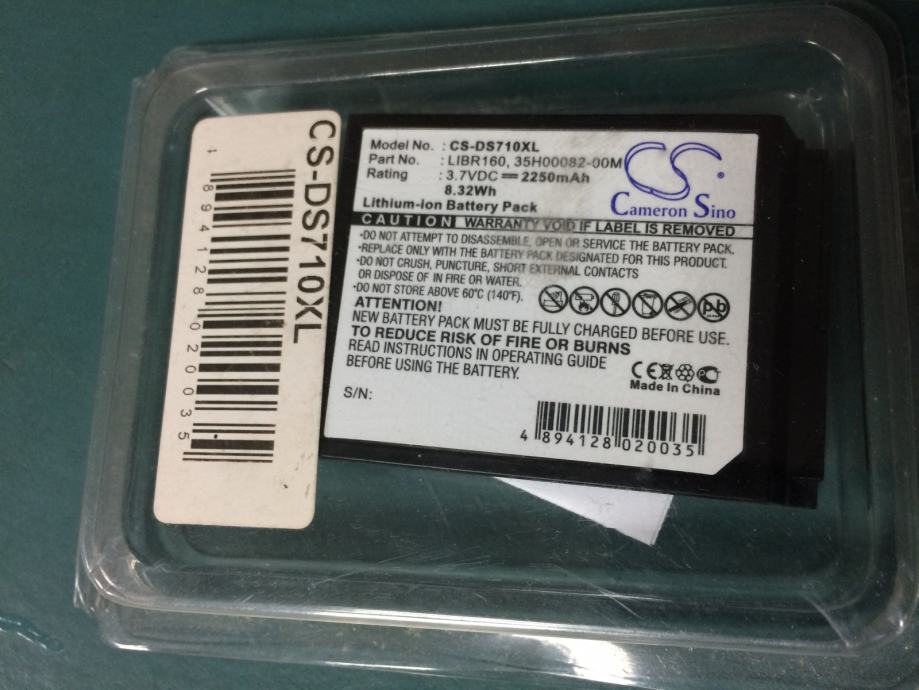 CS-DS710XL
4894128020035
Model No. : CS-DS710XL
Part No. : LIBR160, 35H00082-00M
Rating : 3.7VDC 2250mAh
8.32Wh
Lithium-ion Battery Pack
CS
Cameron Sino
CAUTION WARRANTY VOID IF LABEL IS REMOVED
•DO NOT ATTEMPT TO DISASSEMBLE, OPEN OR SERVICE THE BATTERY PACK.
•REPLACE ONLY WITH THE BATTERY DESIGNATED FOR THIS PRODUCT.
•DO NOT CRUSH, PUNCTURE, SHORT EXTERNAL CONTACTS
OR DISPOSE OF IN FIRE OR WATER.
•DO NOT STORE ABOVE 60°C (140°F).
Pb
ATTENTION!
NEW BATTERY PACK MUST BE FULLY CHARGED BEFORE USE.
TO REDUCE RISK OF FIRE OR BURNS
READ INSTRUCTIONS IN OPERATING GUIDE
BEFORE USING THE BATTERY.
CE
Made In China
S/N:
4 894128 020035